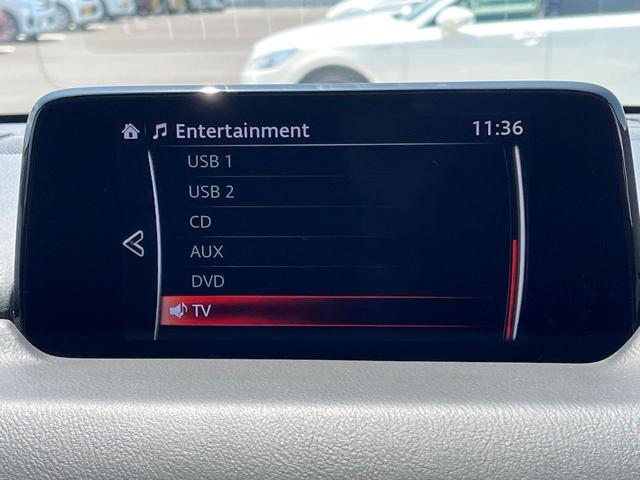 Entertainment 11:36
USB 1
USB 2
CD
AUX
DVD
TV